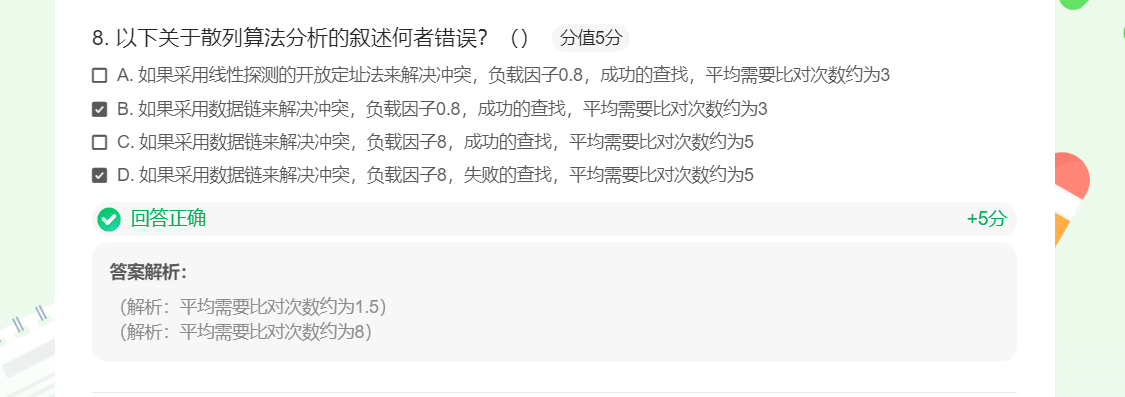 8. 以下关于散列算法分析的叙述何者错误？（） 分值5分
A. 如果采用线性探测的开放定址法来解决冲突，负载因子0.8，成功的查找，平均需要比对次数约为3
B. 如果采用数据链来解决冲突，负载因子0.8，成功的查找，平均需要比对次数约为3
C. 如果采用数据链来解决冲突，负载因子8，成功的查找，平均需要比对次数约为5
D. 如果采用数据链来解决冲突，负载因子8，失败的查找，平均需要比对次数约为5
回答正确 +5分
答案解析：
（解析：平均需要比对次数约为1.5）
（解析：平均需要比对次数约为8）